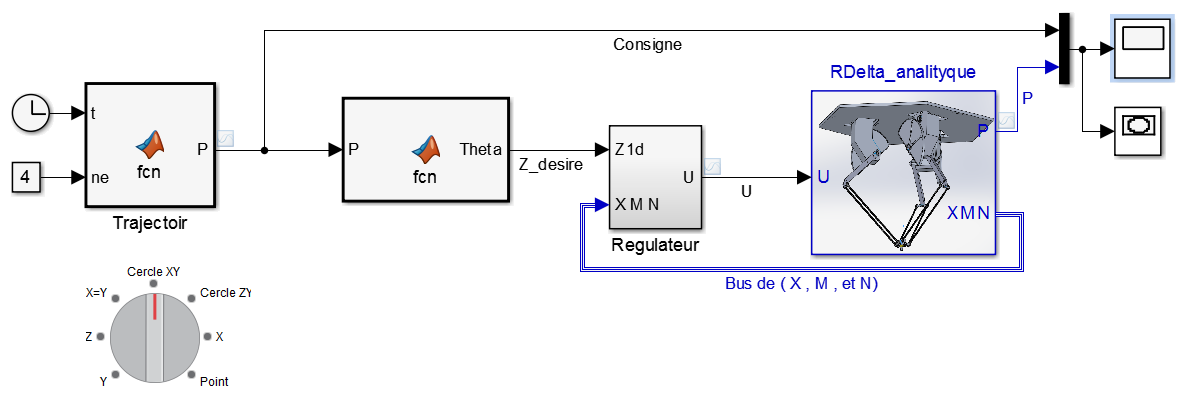 Consigne
RDelta_analityque
P
t
ne
P
fcn
Trajectoir
4
P
Theta
fcn
Z_desire
Z1d
X M N
U
Regulateur
U
U
P
XMN
Bus de ( X , M , et N)
Cercle XY
X=Y
Cercle ZY
Z
X
Y
Point